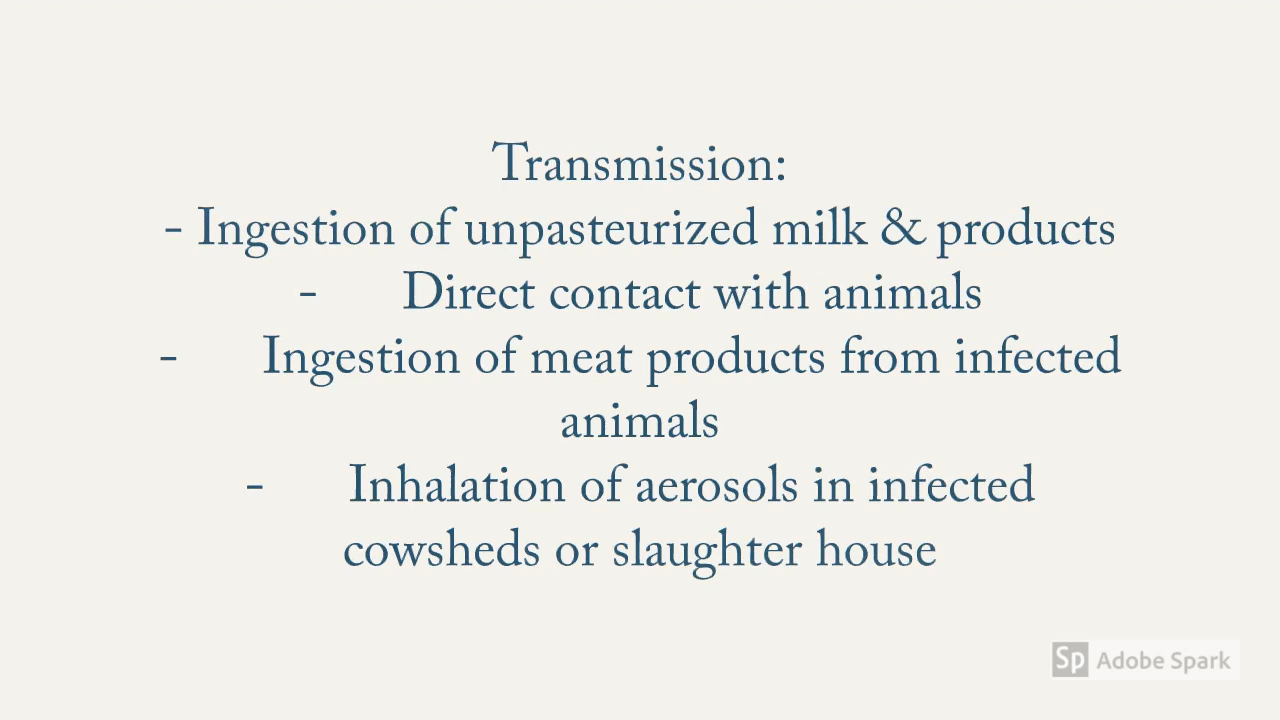 Transmission:
- Ingestion of unpasteurized milk & products
- Direct contact with animals
- Ingestion of meat products from infected
animals
- Inhalation of aerosols in infected
cowsheds or slaughter house
Sp Adobe Spark